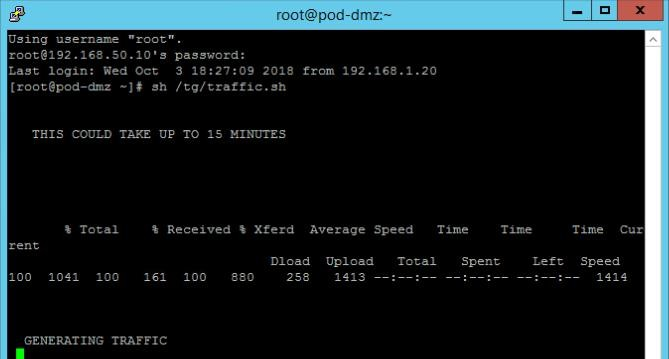 root@pod-dmz:~
Using username "root".
root@192.168.50.10's password:
Last login: Wed Oct  3 18:27:09 2018 from 192.168.1.20
[root@pod-dmz ~]# sh /tg/traffic.sh
THIS COULD TAKE UP TO 15 MINUTES
% Total    % Received % Xferd  Average Speed   Time    Time     Time  Cur
rent
Dload  Upload   Total   Spent    Left  Speed
100  1041  100   161  100   880    258   1413 --:--:-- --:--:-- --:--:--  1414
GENERATING TRAFFIC